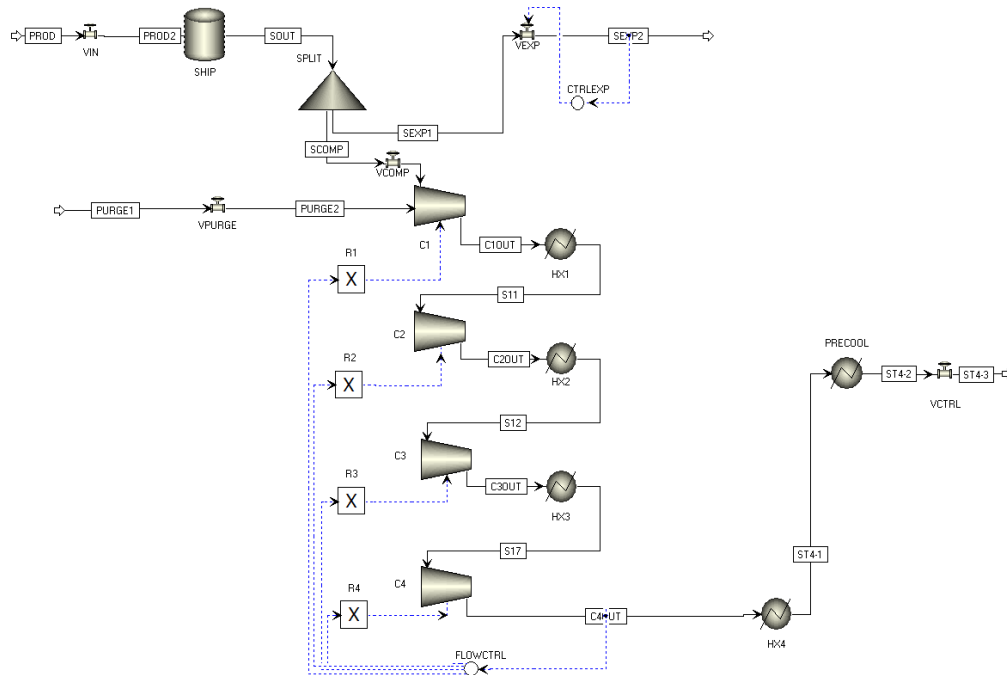 PROD
VIN
PROD2
SHIP
SOUT
SPLIT
VEXP
SEXP2
CTRLEXP
SEXP1
SCOMP
VCOMP
PURGE1
VPURGE
PURGE2
C1
C1OUT
HX1
R1
X
S11
C2
C2OUT
HX2
R2
X
S12
C3
C3OUT
HX3
R3
X
S17
C4
R4
X
FLOWCTRL
HX4
ST4-1
PRECOOL
ST4-2
VCTRL
ST4-3